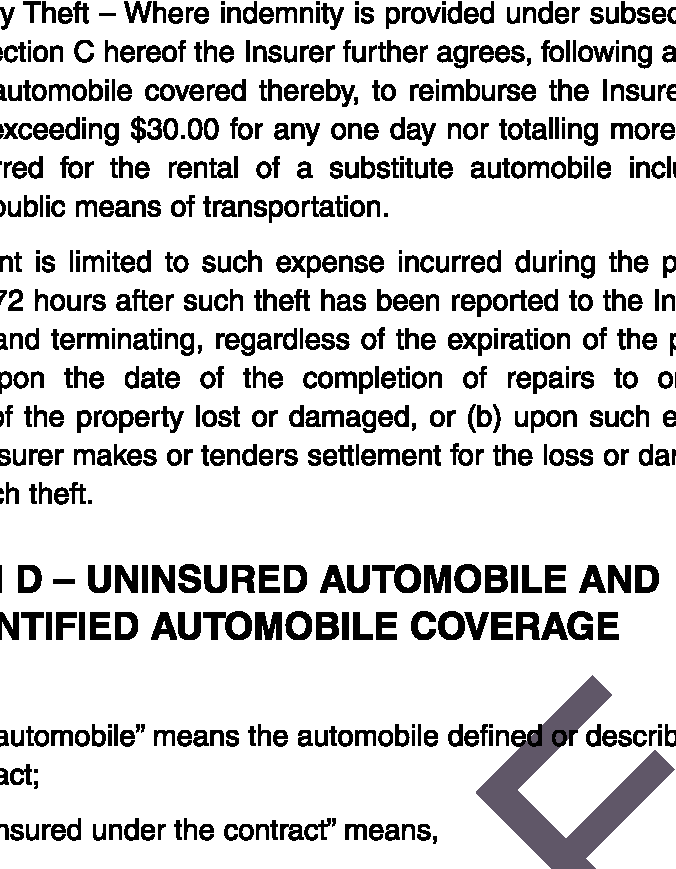 y Theft – Where indemnity is provided under subsec
ection C hereof the Insurer further agrees, following a
automobile covered thereby, to reimburse the Insure
exceeding $30.00 for any one day nor totalling more
rred for the rental of a substitute automobile inclu
public means of transportation.
nt is limited to such expense incurred during the p
72 hours after such theft has been reported to the In
and terminating, regardless of the expiration of the p
pon the date of the completion of repairs to o
of the property lost or damaged, or (b) upon such e
surer makes or tenders settlement for the loss or da
ch theft.
D – UNINSURED AUTOMOBILE AND
NTIFIED AUTOMOBILE COVERAGE
automobile” means the automobile defined or describ
act;
nsured under the contract” means,